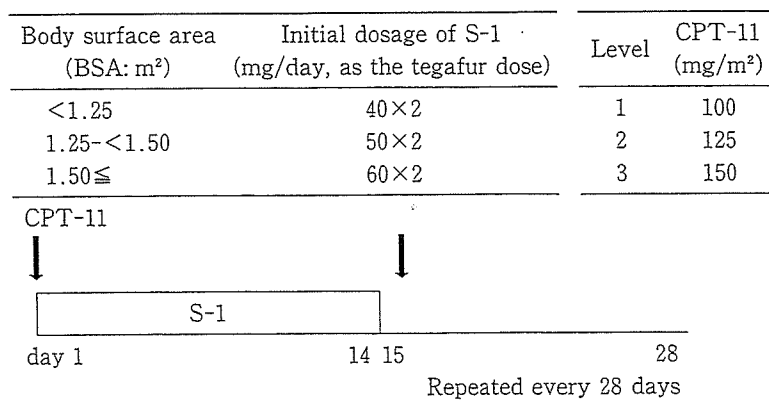 Body surface area
(BSA: m²)
Initial dosage of S-1
(mg/day, as the tegafur dose)
<1.25 40×2
1.25-<1.50 50×2
1.50≦ 60×2
Level
CPT-11
(mg/m²)
1 100
2 125
3 150
CPT-11
S-1
day 1 14 15 28
Repeated every 28 days